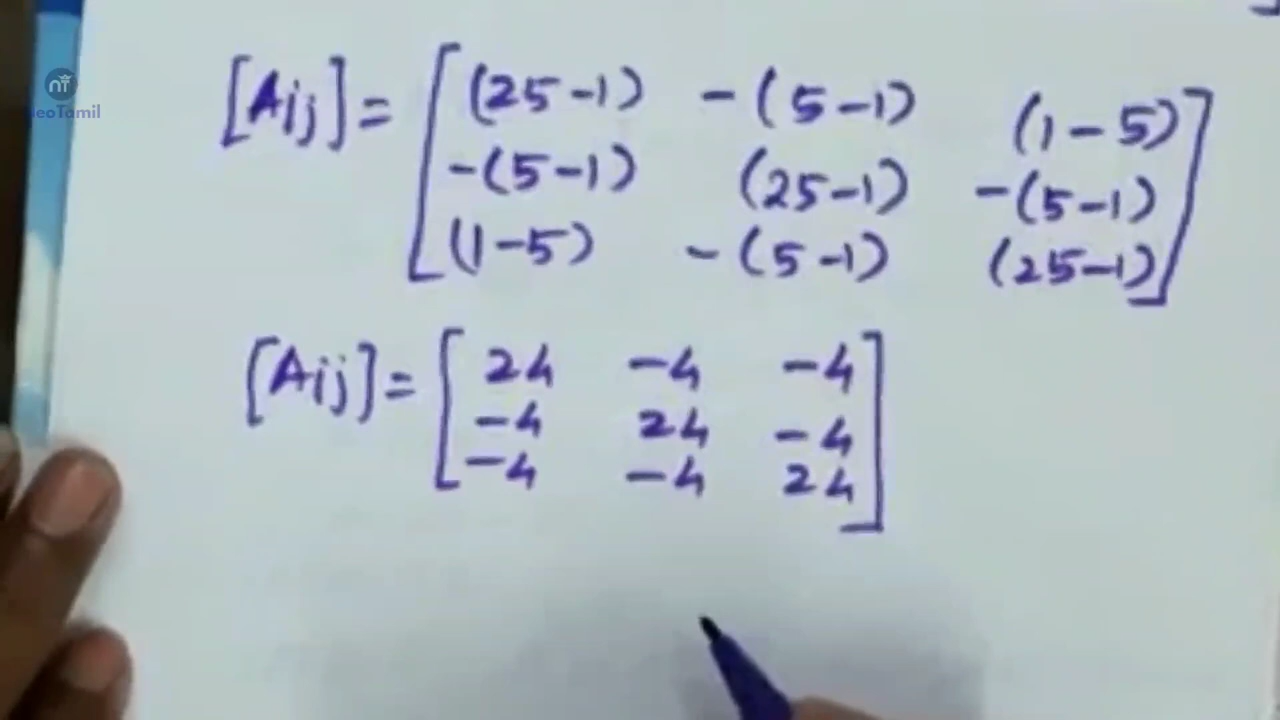 [Aij] = [ (25-1) -(5-1) (1-5)
-(5-1) (25-1) -(5-1)
(1-5) -(5-1) (25-1) ]
[Aij] = [ 24 -4 -4
-4 24 -4
-4 -4 24 ]
NT
NeoTamil